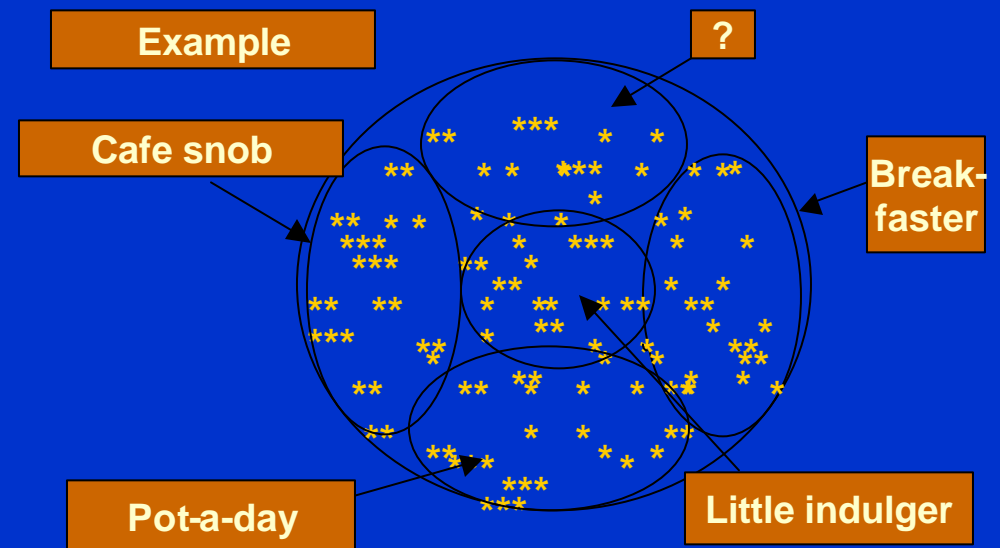 Example
?
Cafe snob
Break-
faster
Pot-a-day
Little indulger